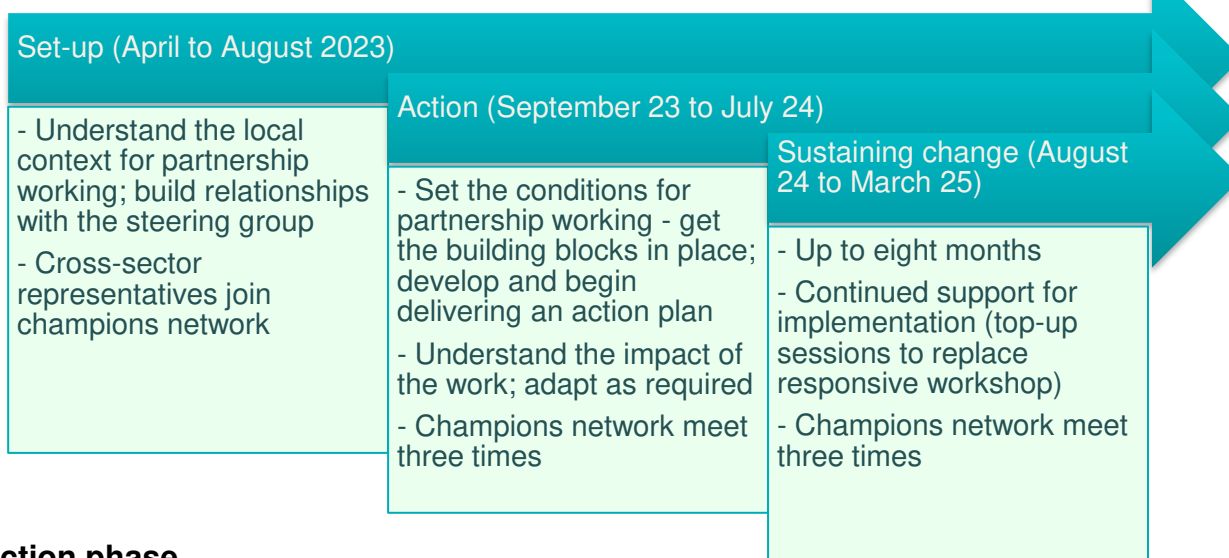 Set-up (April to August 2023)
- Understand the local
context for partnership
working; build relationships
with the steering group
- Cross-sector
representatives join
champions network
Action (September 23 to July 24)
- Set the conditions for
partnership working - get
the building blocks in place;
develop and begin
delivering an action plan
- Understand the impact of
the work; adapt as required
- Champions network meet
three times
Sustaining change (August
24 to March 25)
- Up to eight months
- Continued support for
implementation (top-up
sessions to replace
responsive workshop)
- Champions network meet
three times
ction phase